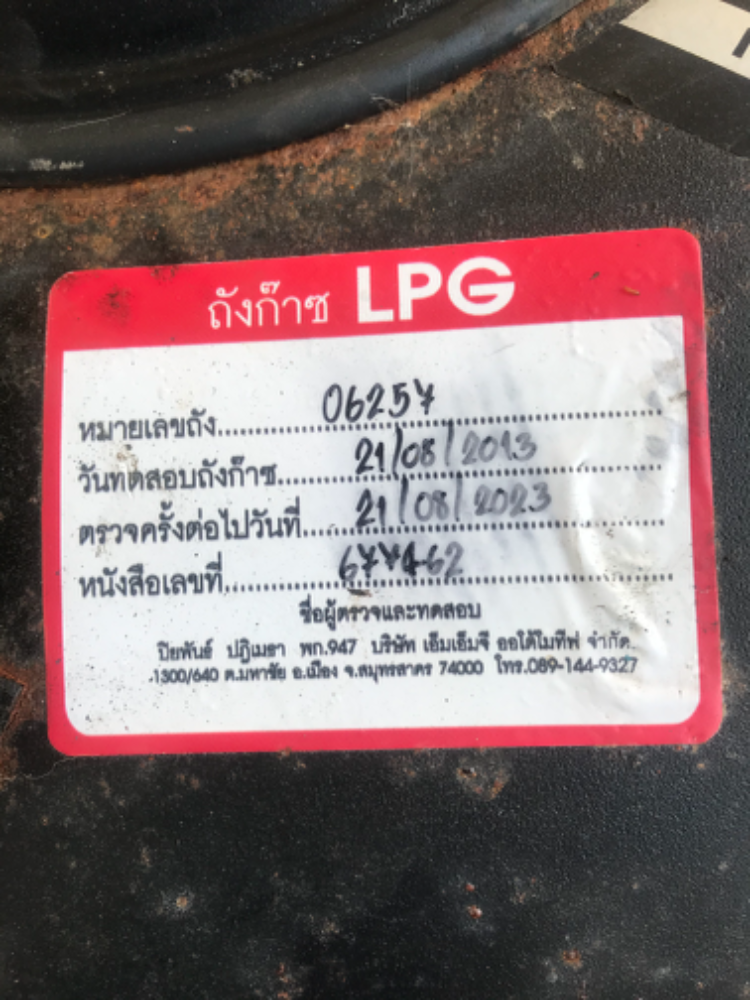 ถังก๊าซ LPG
หมายเลขถัง..........06257..........
วันทดสอบถังก๊าซ..........21/08/2013..........
ตรวจครั้งต่อไปวันที่..........21/08/2023..........
หนังสือเลขที่..........677462..........
ชื่อผู้ตรวจและทดสอบ
ปิยพันธ์ ปฏิเมธา พก.947 บริษัท เอ็มเอ็มจี ออโต้โมทีฟ จำกัด
1300/640 ต.มหาชัย อ.เมือง จ.สมุทรสาคร 74000 โทร.089-144-9327